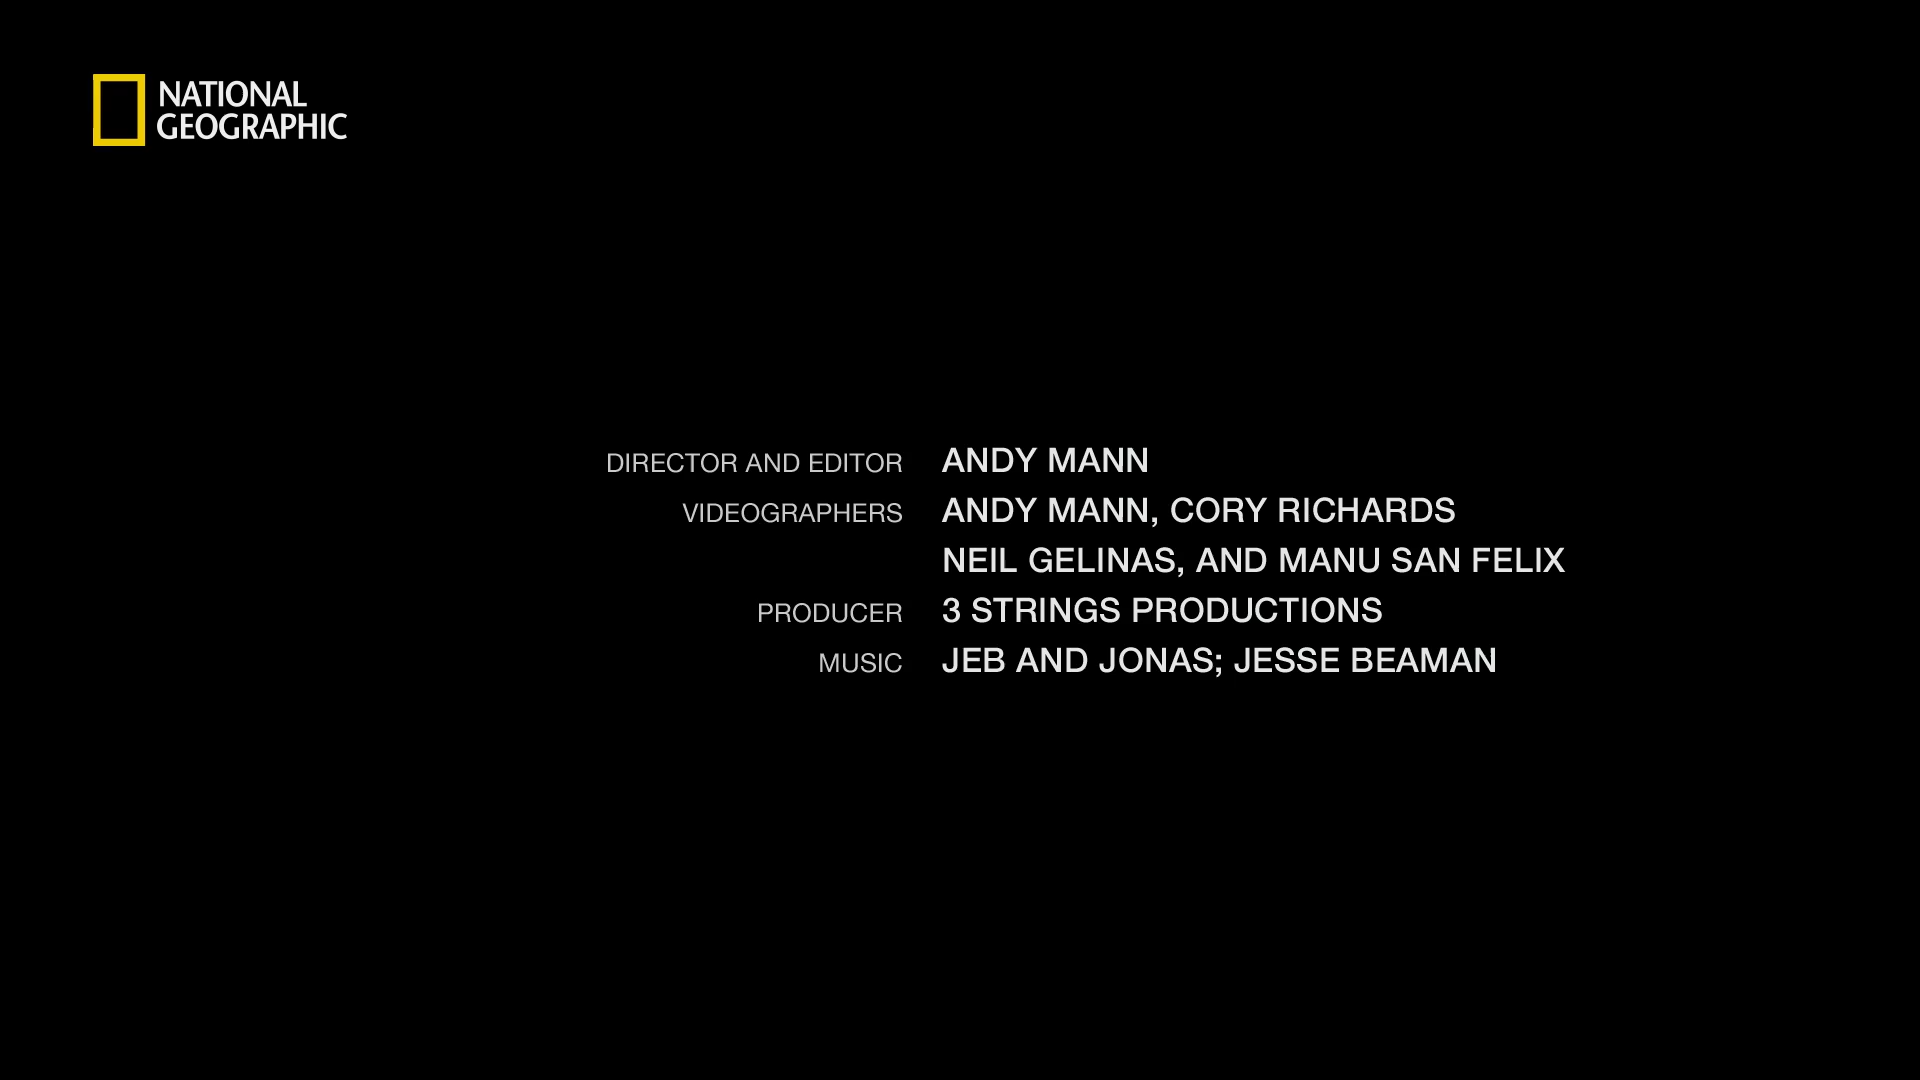 NATIONAL
GEOGRAPHIC
DIRECTOR AND EDITOR ANDY MANN
VIDEOGRAPHERS ANDY MANN, CORY RICHARDS
NEIL GELINAS, AND MANU SAN FELIX
PRODUCER 3 STRINGS PRODUCTIONS
MUSIC JEB AND JONAS; JESSE BEAMAN